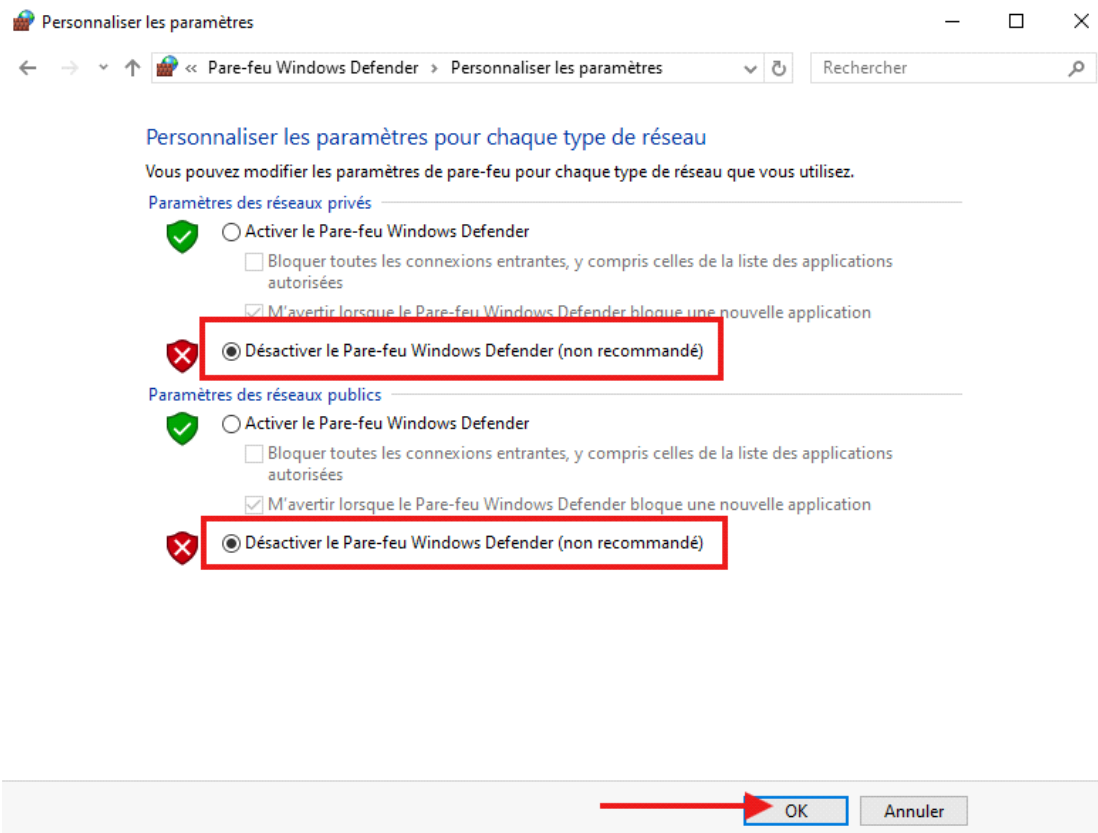 Personnaliser les paramètres
« Pare-feu Windows Defender › Personnaliser les paramètres
Rechercher
Personnaliser les paramètres pour chaque type de réseau
Vous pouvez modifier les paramètres de pare-feu pour chaque type de réseau que vous utilisez.
Paramètres des réseaux privés
Activer le Pare-feu Windows Defender
Bloquer toutes les connexions entrantes, y compris celles de la liste des applications
autorisées
M'avertir lorsque le Pare-feu Windows Defender bloque une nouvelle application
Désactiver le Pare-feu Windows Defender (non recommandé)
Paramètres des réseaux publics
Activer le Pare-feu Windows Defender
Bloquer toutes les connexions entrantes, y compris celles de la liste des applications
autorisées
M'avertir lorsque le Pare-feu Windows Defender bloque une nouvelle application
Désactiver le Pare-feu Windows Defender (non recommandé)
OK
Annuler